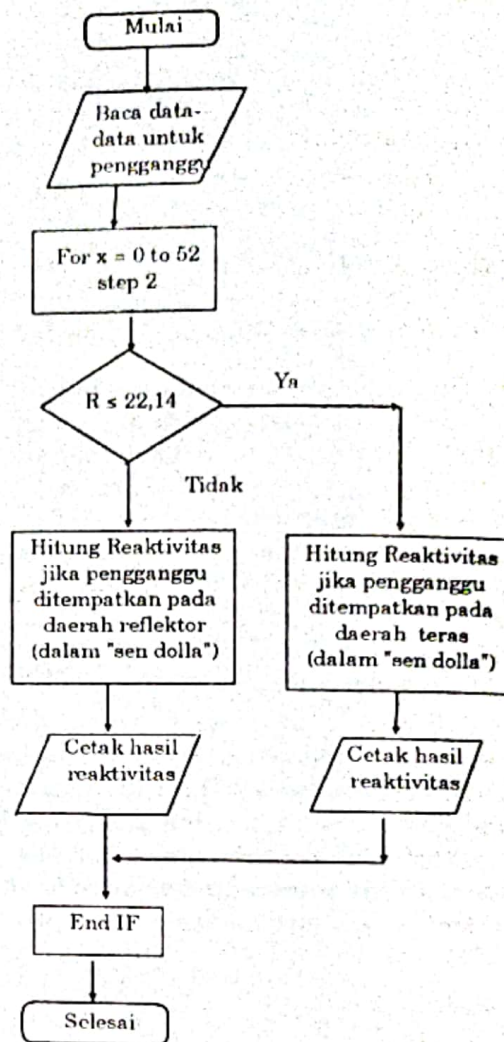 Mulai
Baca data-
data untuk
pengganggu
For x = 0 to 52
step 2
R ≤ 22,14
Ya
Tidak
Hitung Reaktivitas
jika pengganggu
ditempatkan pada
daerah reflektor
(dalam "sen dolla")
Hitung Reaktivitas
jika pengganggu
ditempatkan pada
daerah teras
(dalam "sen dolla")
Cetak hasil
reaktivitas
Cetak hasil
reaktivitas
End IF
Selesai